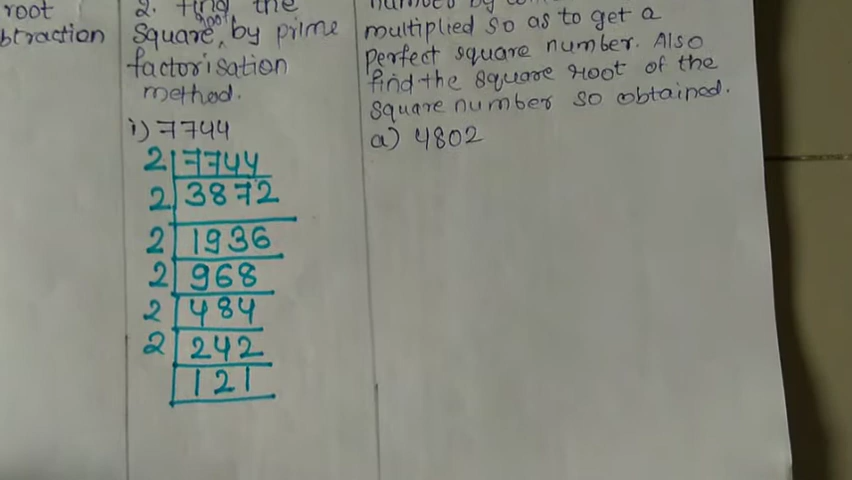 root
btraction
2. find the
Square root, by prime
factorisation
method.
i) 7744
2 7744
2 3872
2 1936
2 968
2 484
2 242
121
multiplied so as to get a
perfect square number. Also
find the square root of the
square number so obtained.
a) 4802